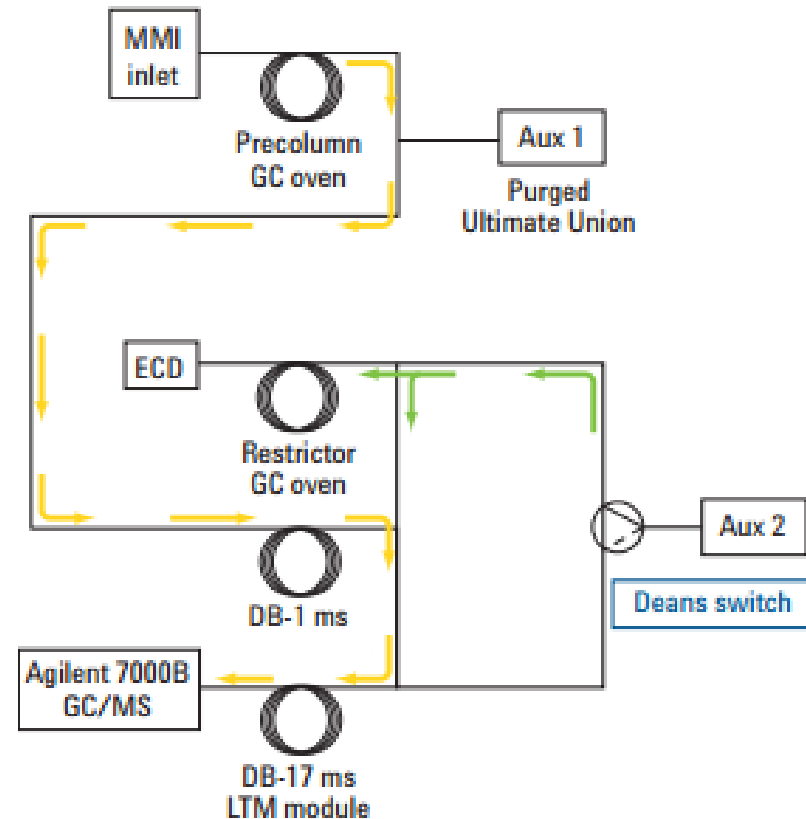 MMI
inlet
Precolumn
GC oven
Aux 1
Purged
Ultimate Union
ECD
Restrictor
GC oven
Aux 2
Deans switch
DB-1 ms
Agilent 7000B
GC/MS
DB-17 ms
LTM module